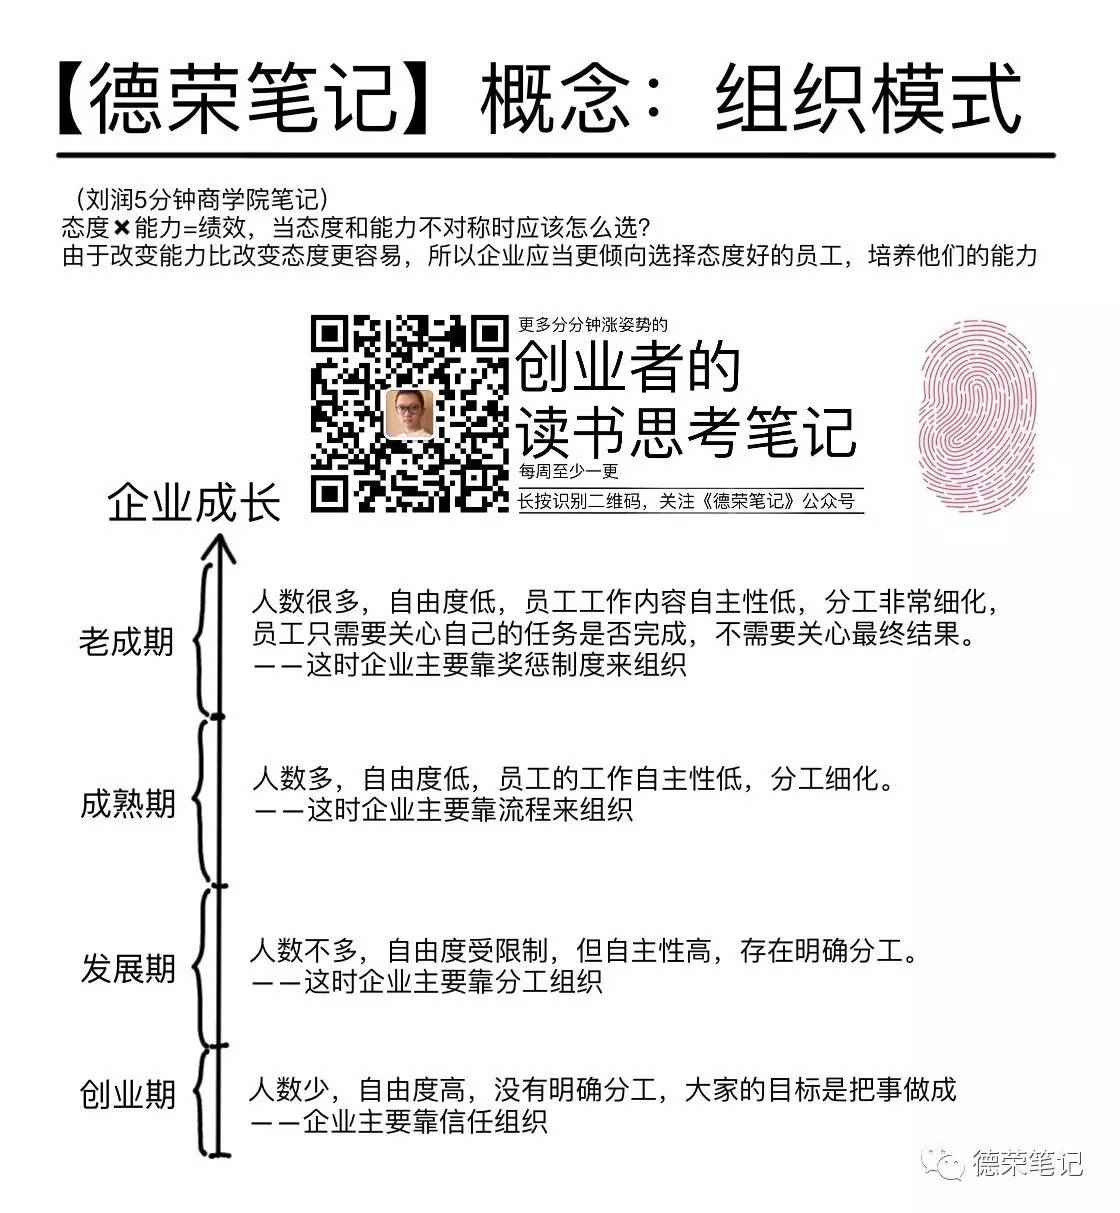 【德荣笔记】概念：组织模式
（刘润5分钟商学院笔记）
态度✖能力=绩效，当态度和能力不对称时应该怎么选？
由于改变能力比改变态度更容易，所以企业应当更倾向选择态度好的员工，培养他们的能力
更多分分钟涨姿势的
创业者的
读书思考笔记
每周至少一更
长按识别二维码，关注《德荣笔记》公众号
企业成长
老成期
人数很多，自由度低，员工工作内容自主性低，分工非常细化，
员工只需要关心自己的任务是否完成，不需要关心最终结果。
——这时企业主要靠奖惩制度来组织
成熟期
人数多，自由度低，员工的工作自主性低，分工细化。
——这时企业主要靠流程来组织
发展期
人数不多，自由度受限制，但自主性高，存在明确分工。
——这时企业主要靠分工组织
创业期
人数少，自由度高，没有明确分工，大家的目标是把事做成
——企业主要靠信任组织
德荣笔记